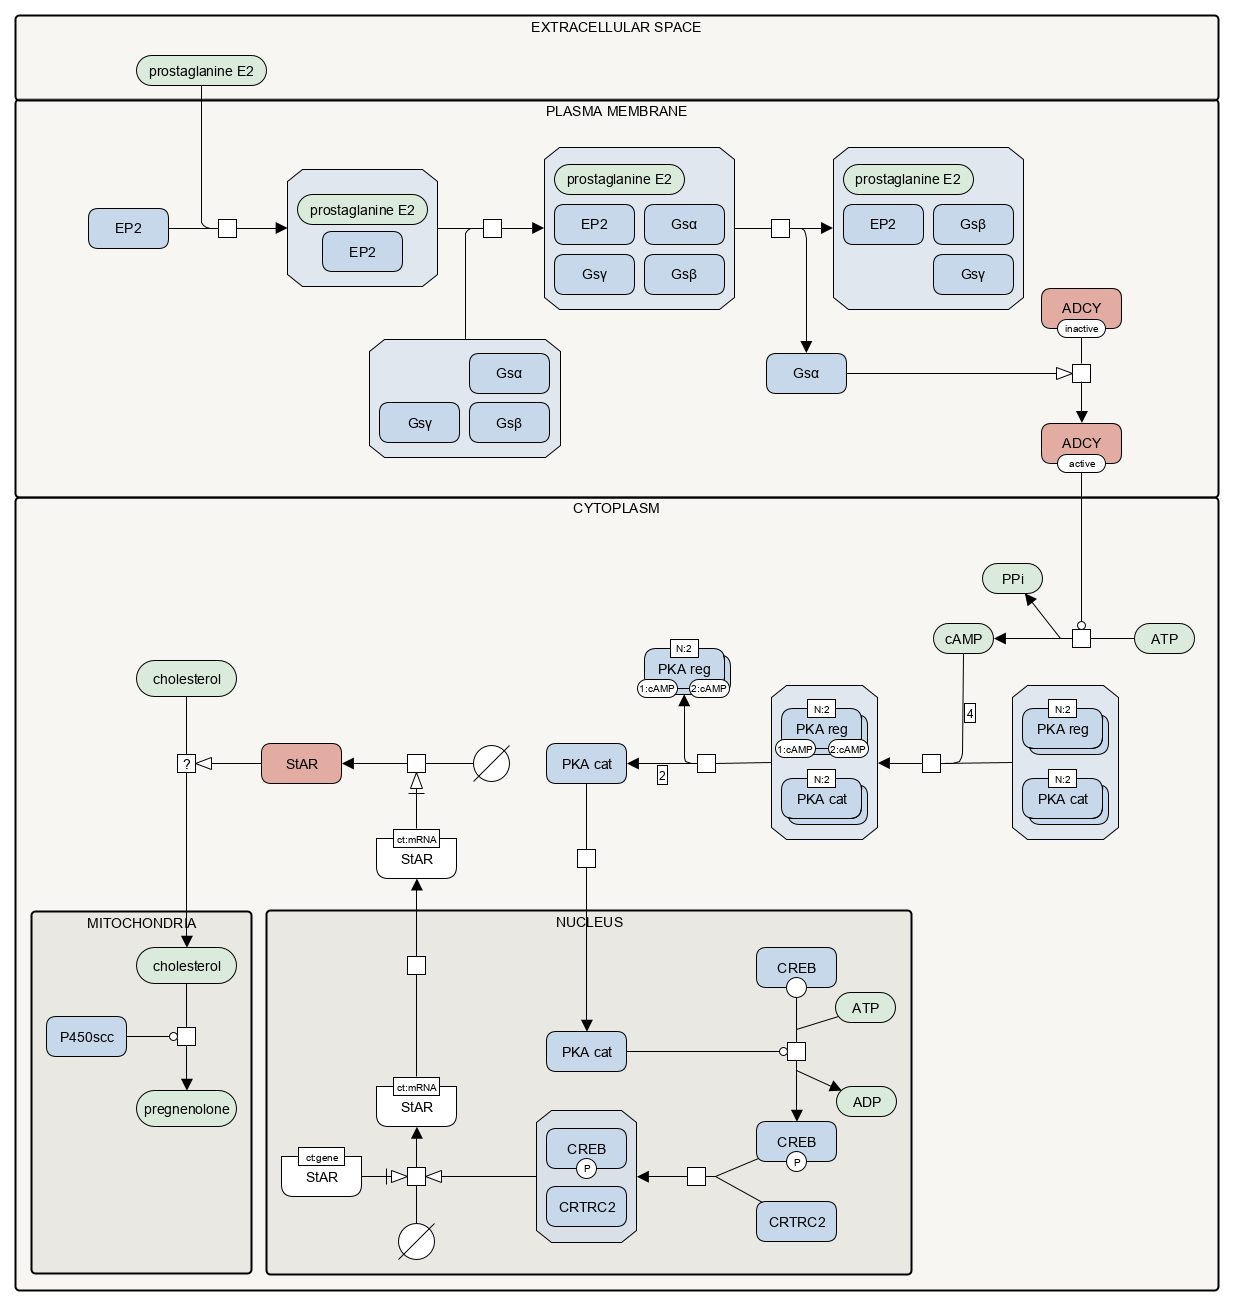 EXTRACELLULAR SPACE
prostaglanine E2
PLASMA MEMBRANE
EP2
prostaglanine E2
EP2
prostaglanine E2
EP2
Gsα
Gsγ
Gsβ
prostaglanine E2
EP2
Gsβ
Gsγ
Gsα
Gsγ
Gsβ
Gsα
ADCY
inactive
ADCY
active
CYTOPLASM
PPi
cAMP
ATP
4
N:2
PKA reg
N:2
PKA cat
N:2
PKA reg
1:cAMP
2:cAMP
N:2
PKA cat
N:2
PKA reg
1:cAMP
2:cAMP
2
PKA cat
cholesterol
?
StAR
ct:mRNA
StAR
MITOCHONDRIA
cholesterol
P450scc
pregnenolone
NUCLEUS
CREB
ATP
PKA cat
ADP
CREB
P
CRTRC2
CREB
P
CRTRC2
ct:mRNA
StAR
ct:gene
StAR